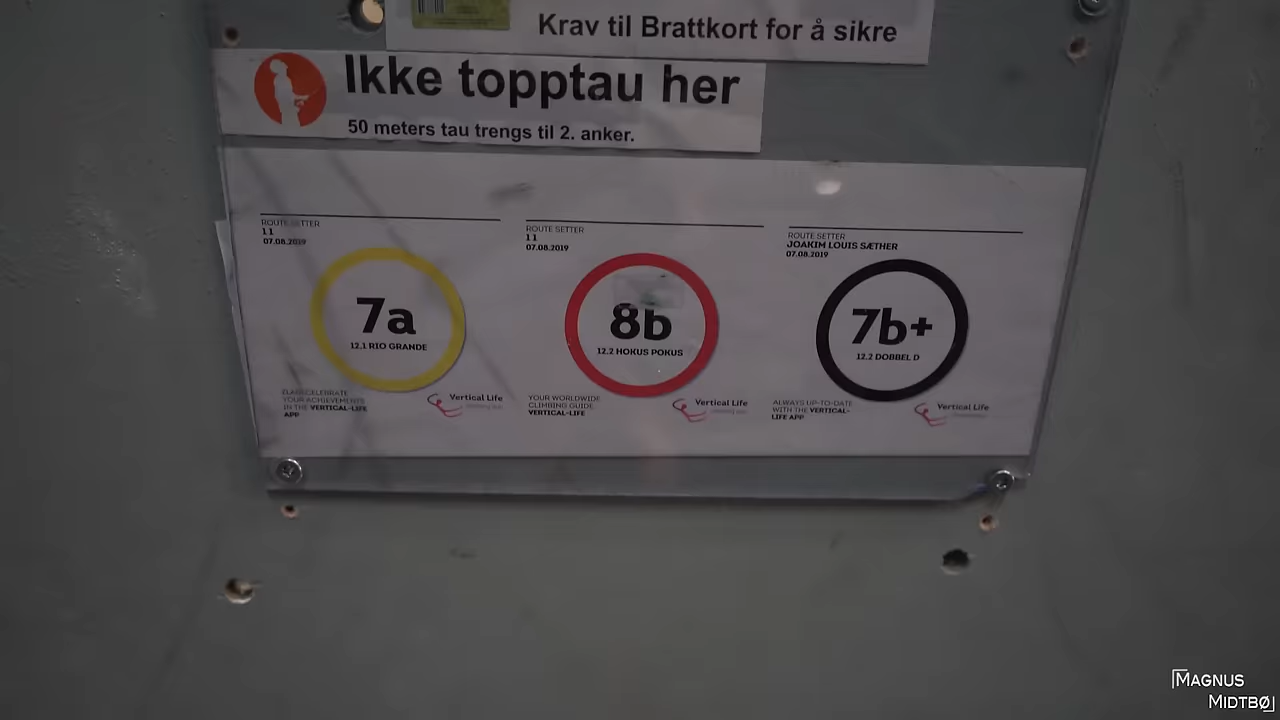 Krav til Brattkort for å sikre
Ikke topptau her
50 meters tau trengs til 2. anker.
ROUTE SETTER
11
07.08.2019
7a
12.1 RIO GRANDE
CELEBRATE
YOUR ACHIEVEMENTS
IN THE VERTICAL-LIFE
APP
Vertical Life
ROUTE SETTER
11
07.08.2019
8b
12.2 HOKUS POKUS
YOUR WORLDWIDE
CLIMBING GUIDE
VERTICAL-LIFE
Vertical Life
ROUTE SETTER
JOAKIM LOUIS SÆTHER
07.08.2019
7b+
12.2 DOBBEL D
ALWAYS UP-TO-DATE
WITH THE VERTICAL-
LIFE APP
Vertical Life
MAGNUS
MIDTBØ